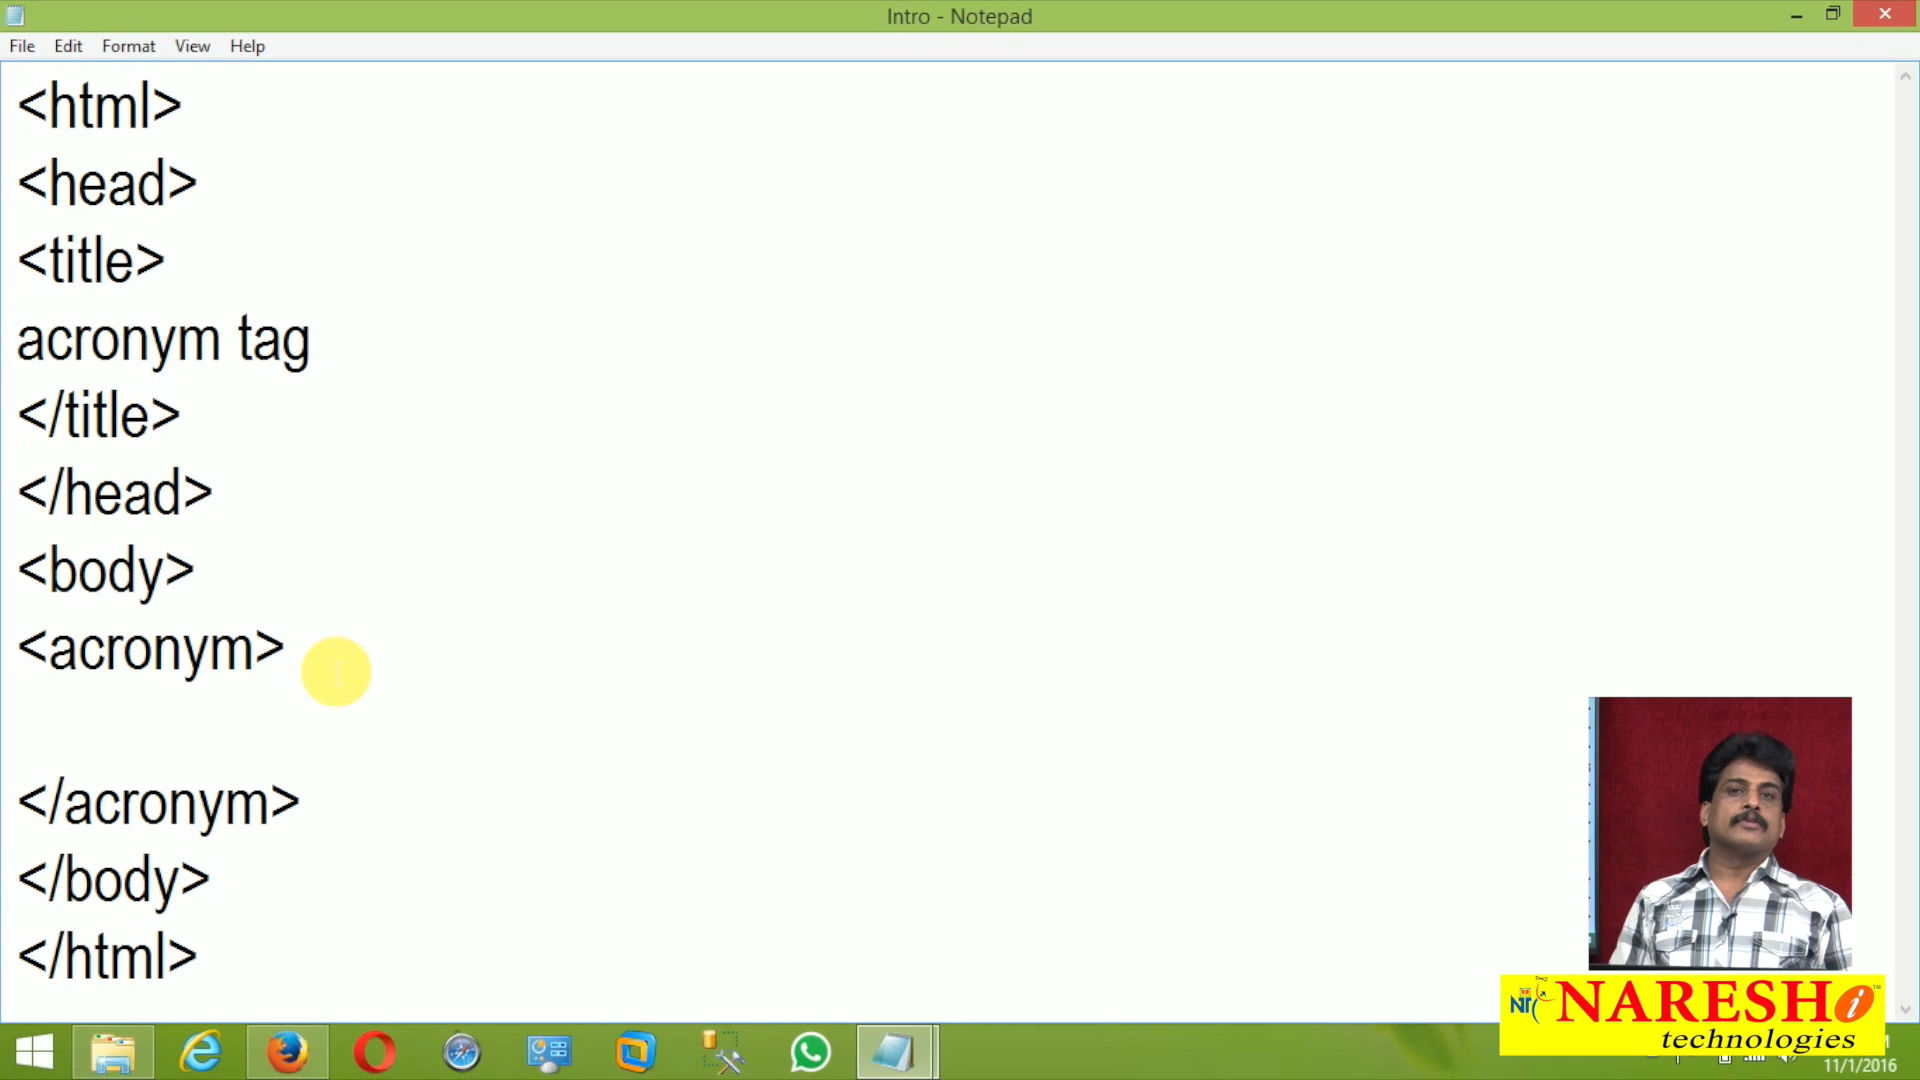 Intro - Notepad
File Edit Format View Help
<html>
<head>
<title>
acronym tag
</title>
</head>
<body>
<acronym>
</acronym>
</body>
</html>
NARESH i ™
technologies
11/1/2016